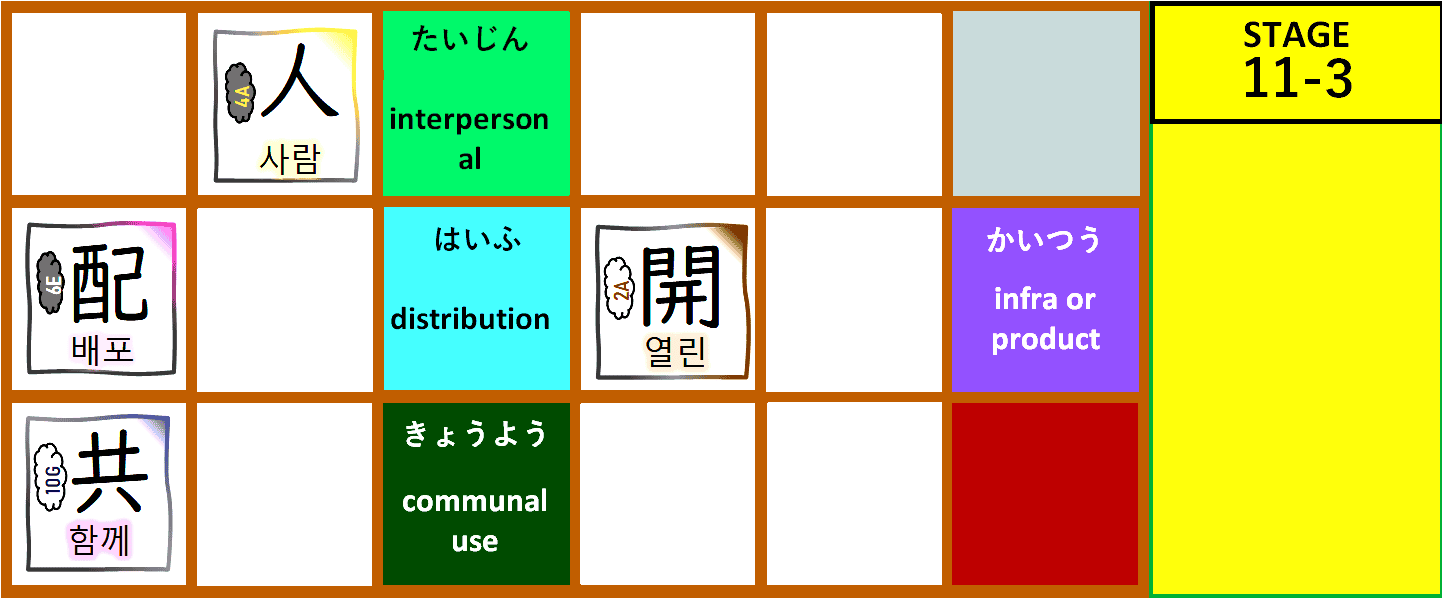 人
4A
사람
たいじん
interperson
al
STAGE
11-3
配
6E
배포
はいふ
distribution
開
2A
열린
かいつう
infra or
product
共
10G
함께
きょうよう
communal
use